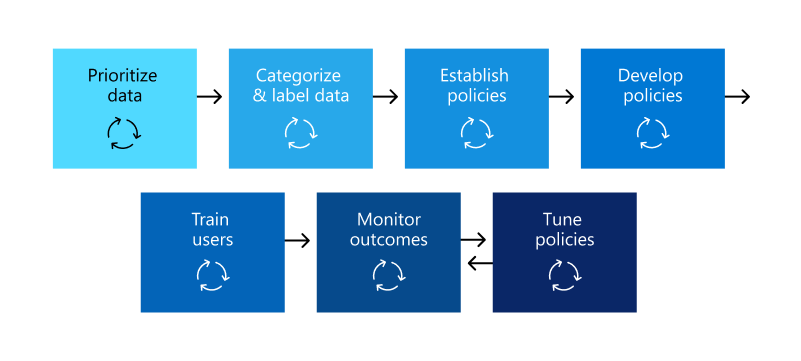 Prioritize
data
Categorize
& label data
Establish
policies
Develop
policies
Train
users
Monitor
outcomes
Tune
policies